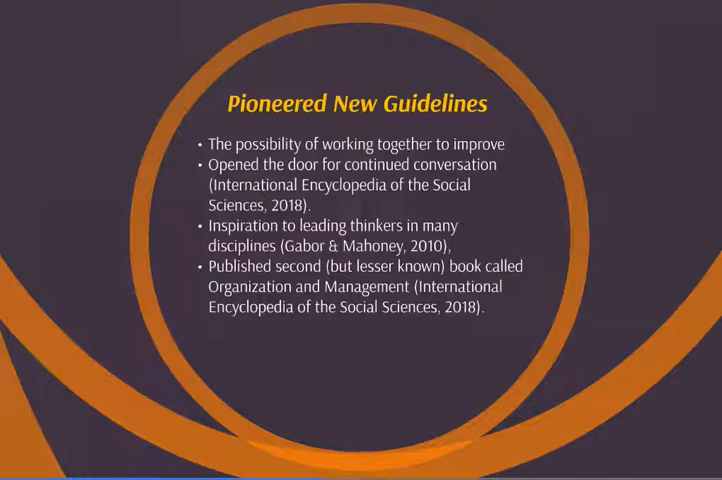 Pioneered New Guidelines
• The possibility of working together to improve
• Opened the door for continued conversation
(International Encyclopedia of the Social
Sciences, 2018).
• Inspiration to leading thinkers in many
disciplines (Gabor & Mahoney, 2010),
• Published second (but lesser known) book called
Organization and Management (International
Encyclopedia of the Social Sciences, 2018).